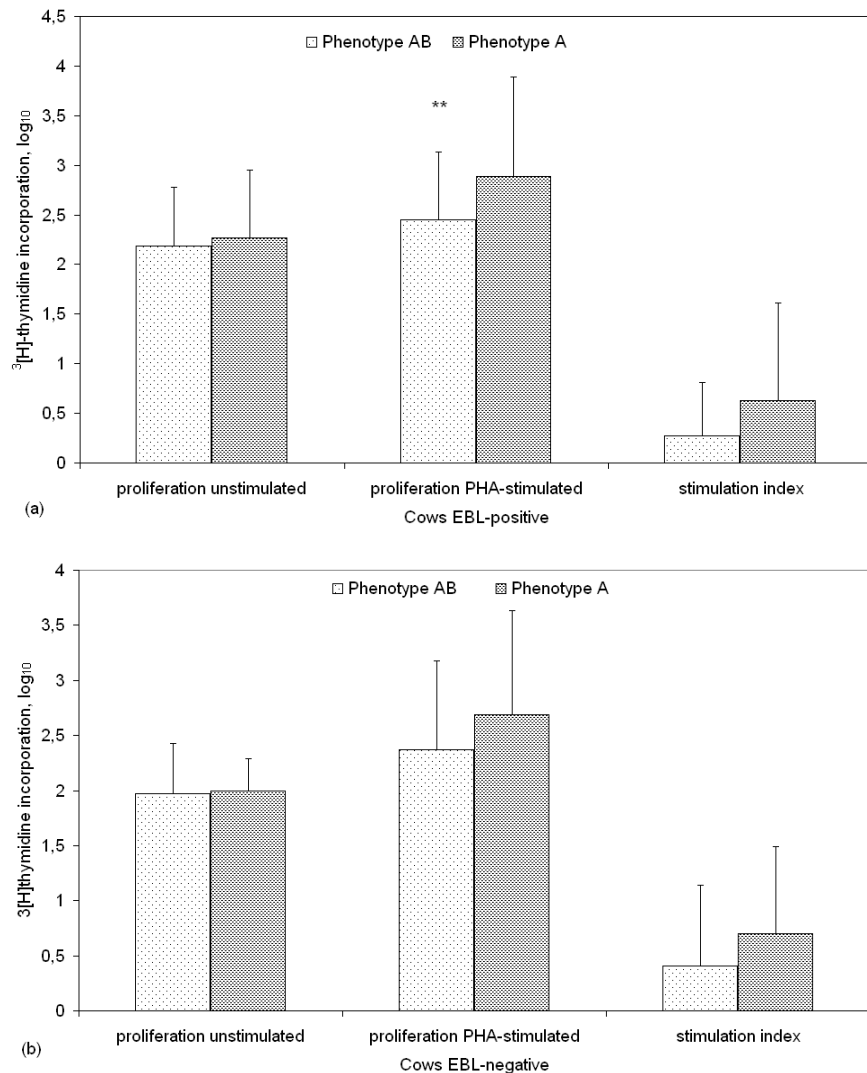 4,5
Phenotype AB Phenotype A
4
3,5
**
3
2,5
2
1,5
1
0,5
0
³[H]-thymidine incorporation, log₁₀
proliferation unstimulated proliferation PHA-stimulated stimulation index
(a)
Cows EBL-positive
4
Phenotype AB Phenotype A
3,5
3
2,5
2
1,5
1
0,5
0
3[H]thymidine incorporation, log₁₀
proliferation unstimulated proliferation PHA-stimulated stimulation index
(b)
Cows EBL-negative